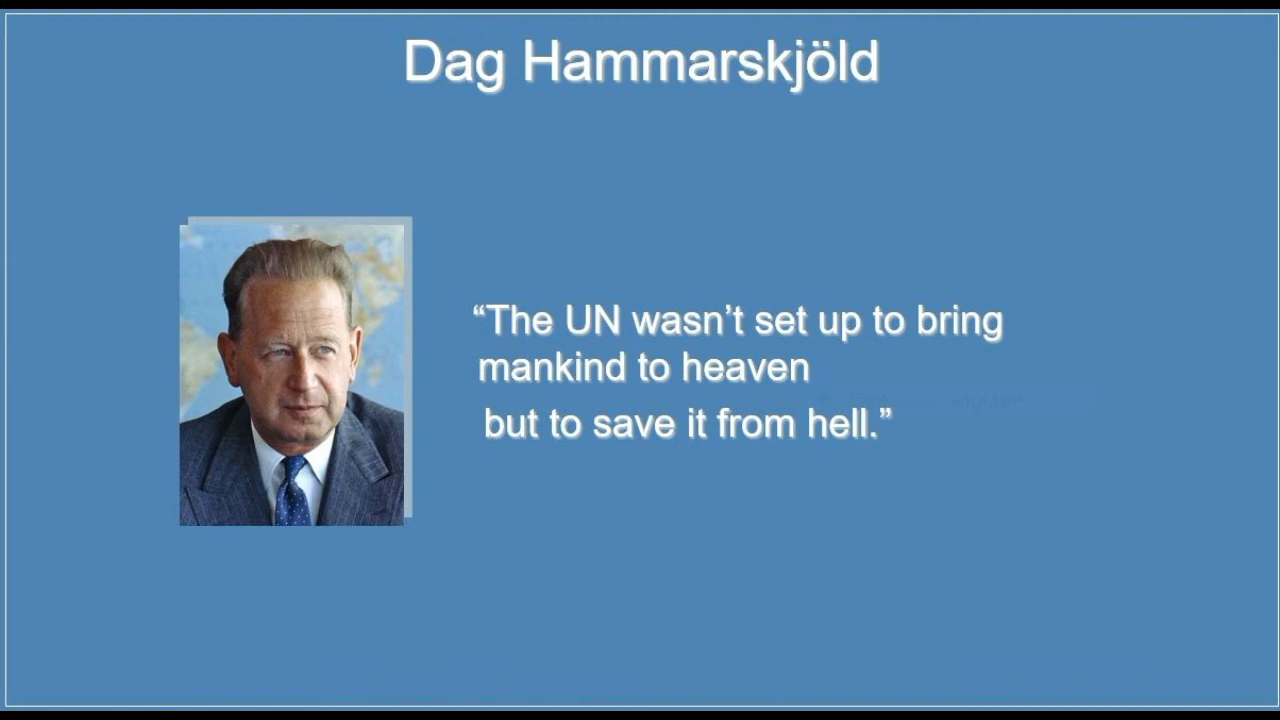 Dag Hammarskjöld
“The UN wasn’t set up to bring
mankind to heaven
but to save it from hell.”